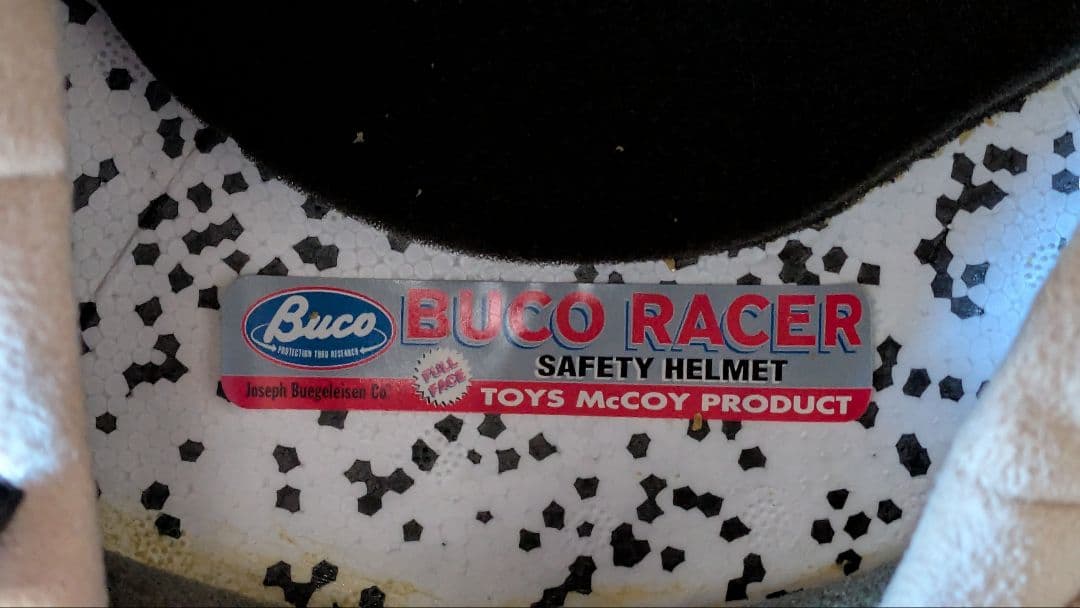 Buco
PROTECTION THRU RESEARCH
BUCO RACER
SAFETY HELMET
FULL
FACE
Joseph Buegeleisen Co.
TOYS McCOY PRODUCT